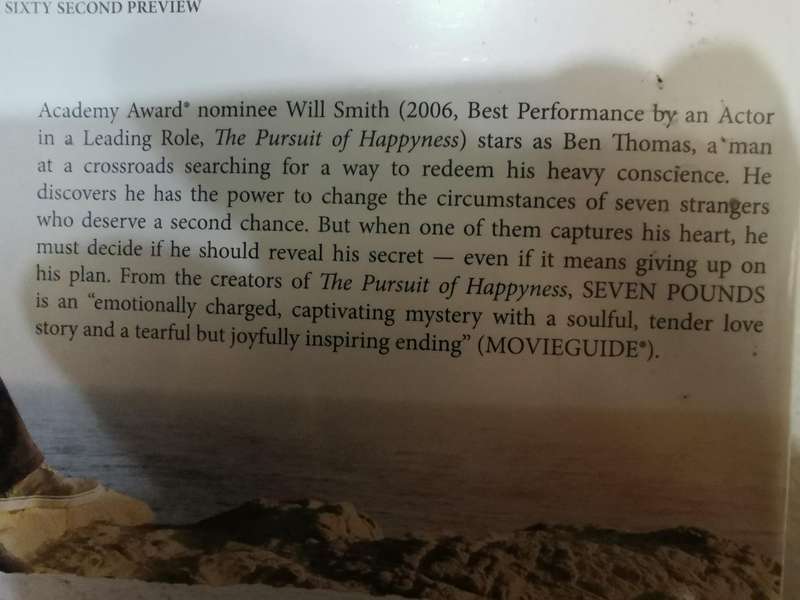 SIXTY SECOND PREVIEW
Academy Award® nominee Will Smith (2006, Best Performance by an Actor
in a Leading Role, The Pursuit of Happyness) stars as Ben Thomas, a man
at a crossroads searching for a way to redeem his heavy conscience. He
discovers he has the power to change the circumstances of seven strangers
who deserve a second chance. But when one of them captures his heart, he
must decide if he should reveal his secret — even if it means giving up on
his plan. From the creators of The Pursuit of Happyness, SEVEN POUNDS
is an “emotionally charged, captivating mystery with a soulful, tender love
story and a tearful but joyfully inspiring ending” (MOVIEGUIDE®).